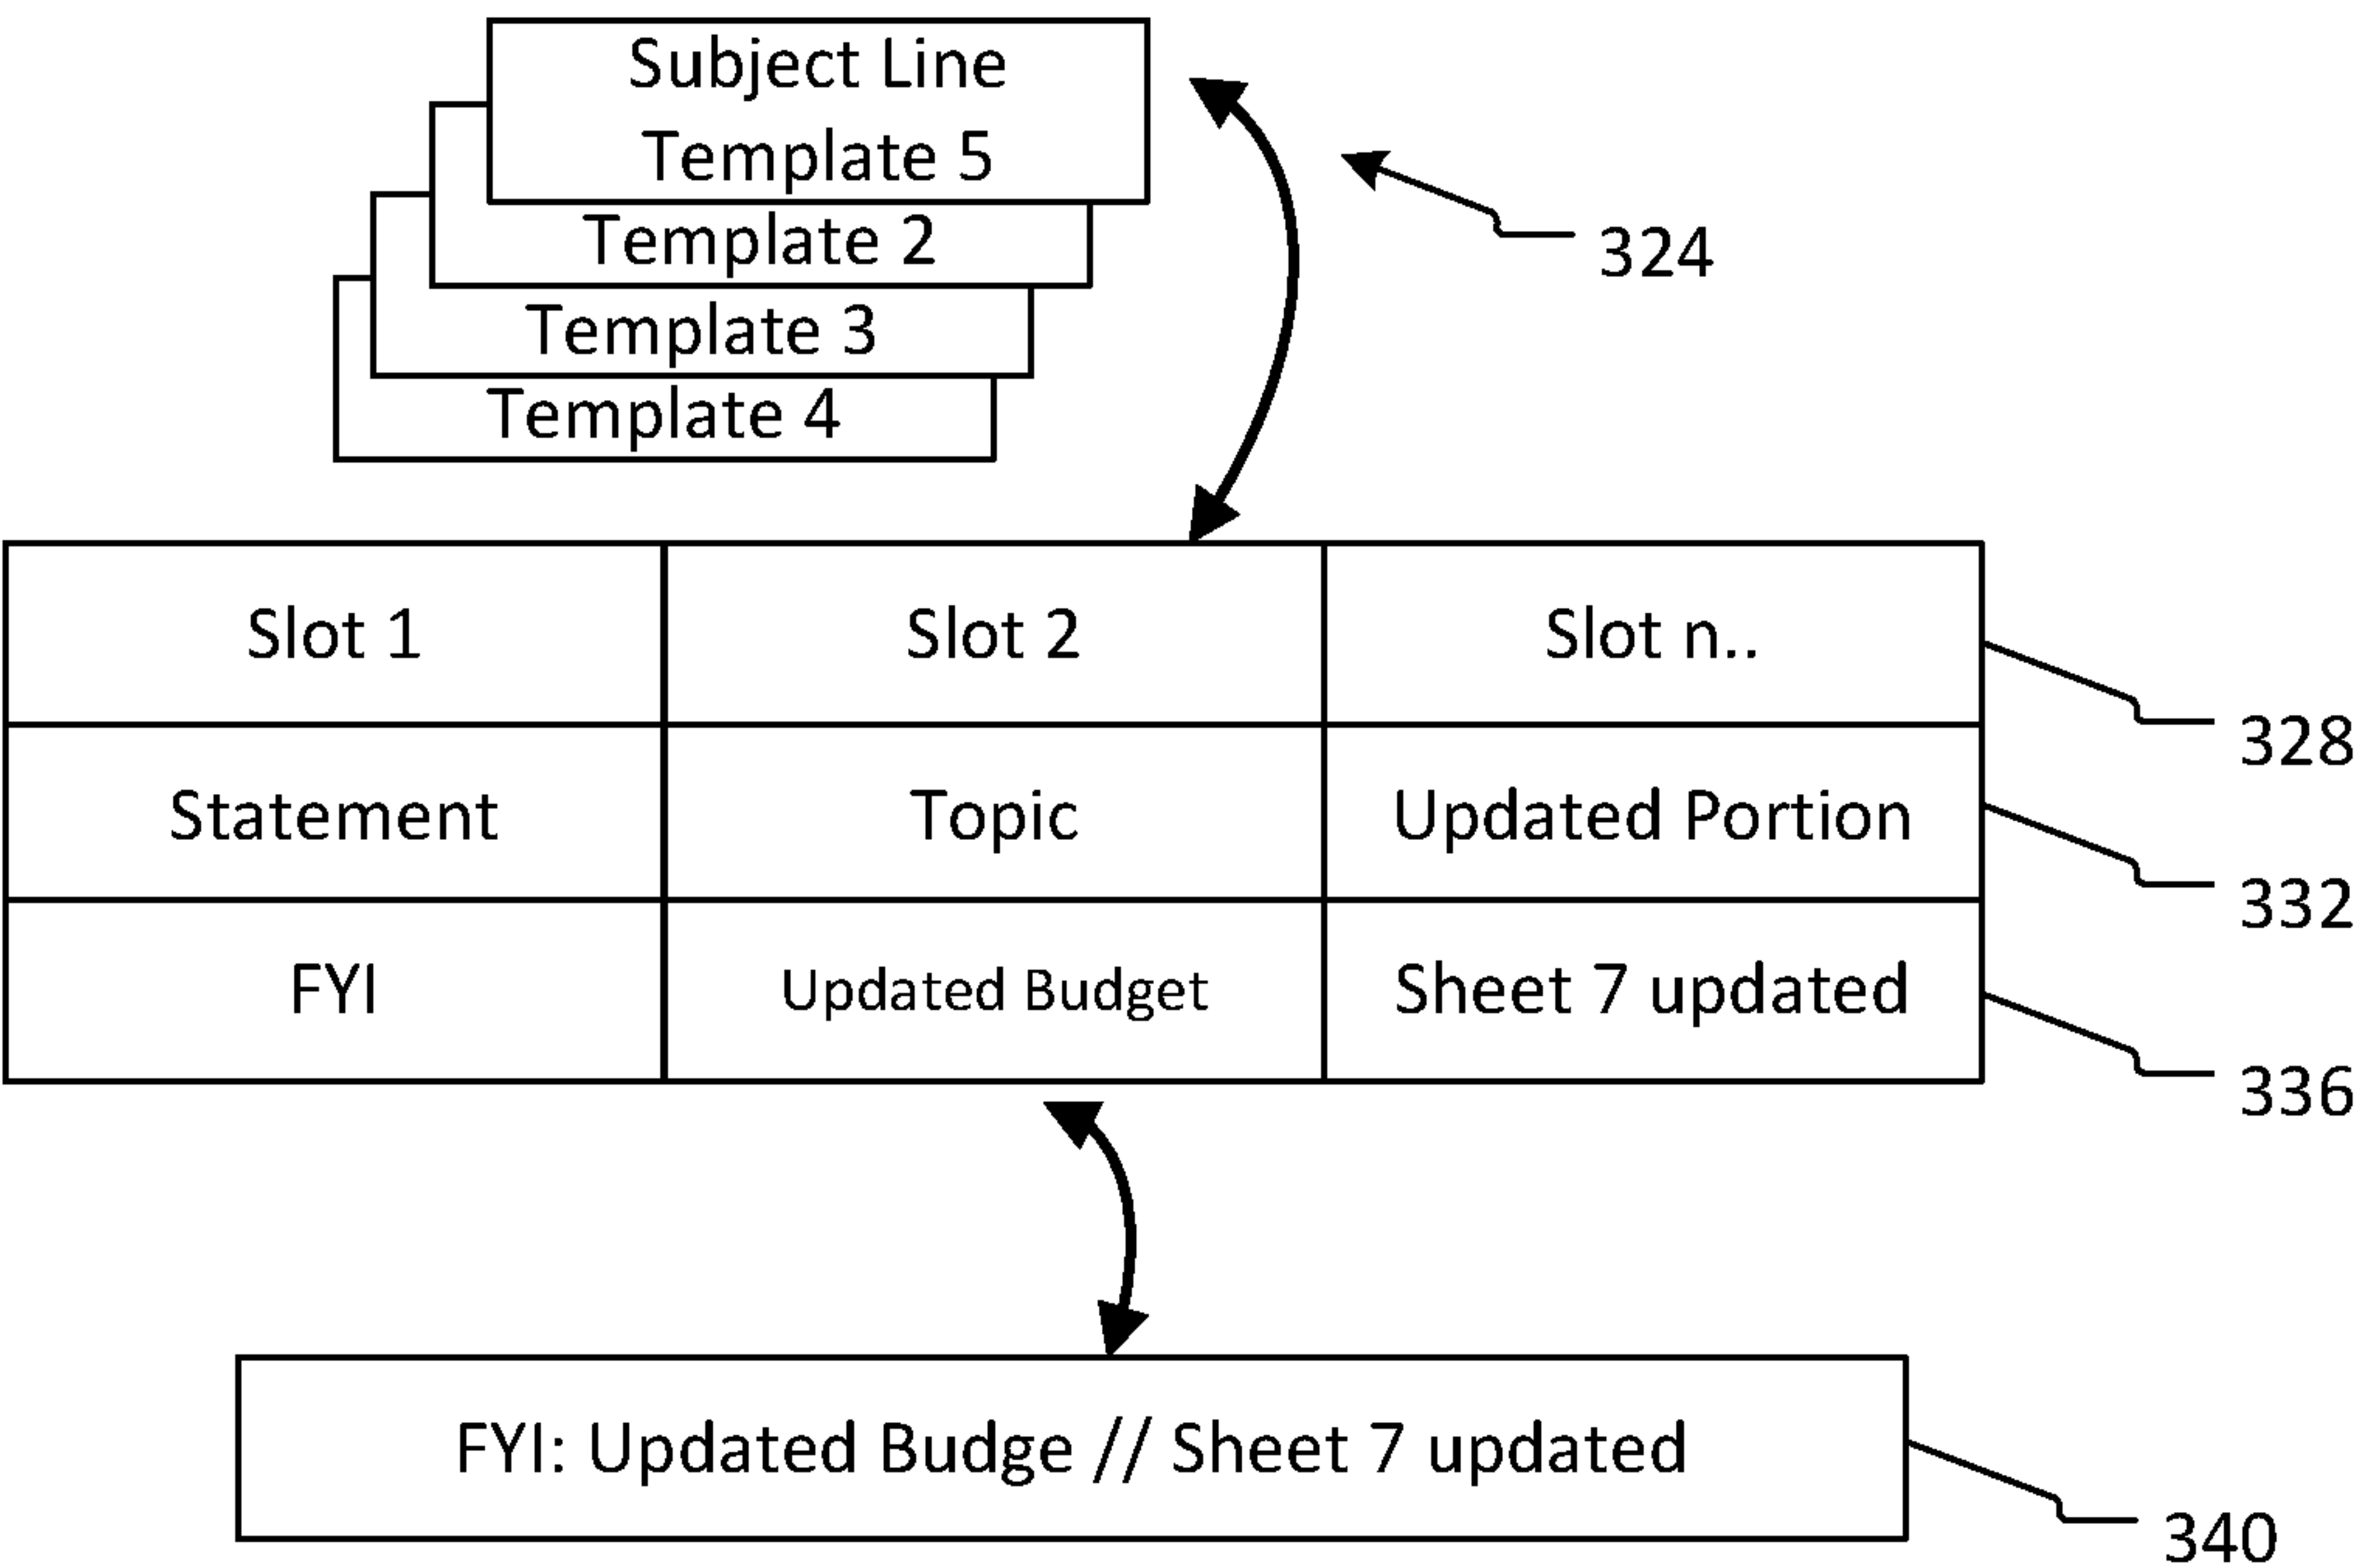 Subject Line
Template 5
Template 2
324
Template 3
Template 4
Slot 1 Slot 2 Slot n..
328
Statement Topic Updated Portion
332
FYI Updated Budget Sheet 7 updated
336
FYI: Updated Budge // Sheet 7 updated
340